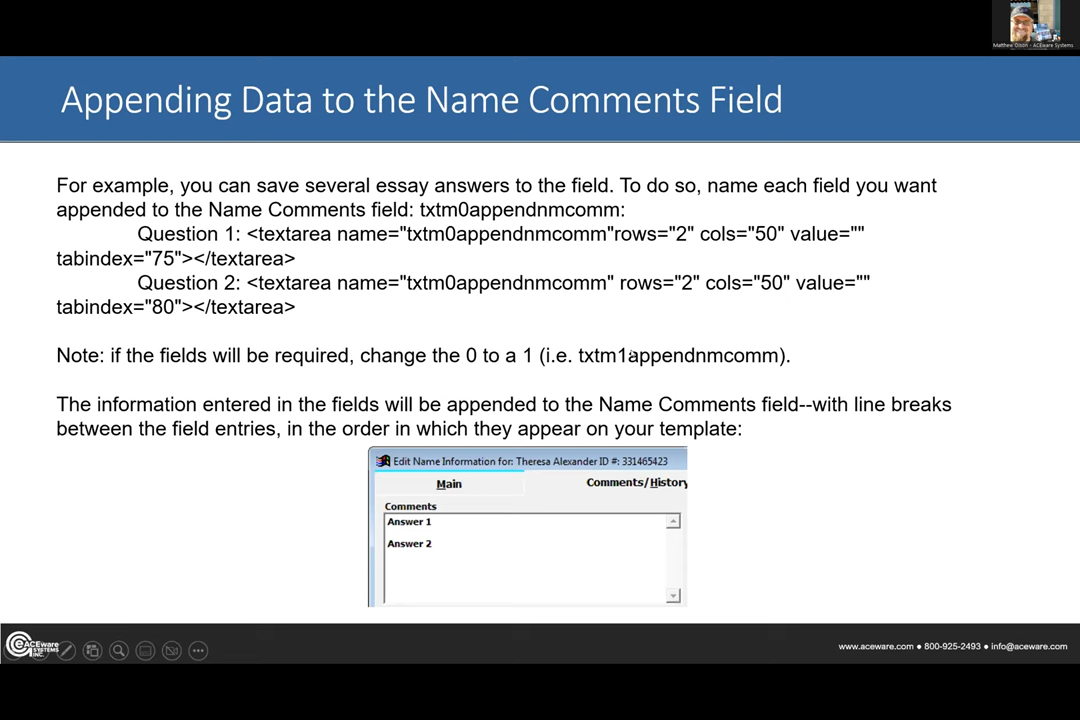 Matthew Olson - ACEware Systems
Appending Data to the Name Comments Field
For example, you can save several essay answers to the field. To do so, name each field you want
appended to the Name Comments field: txtm0appendnmcomm:
Question 1: <textarea name="txtm0appendnmcomm"rows="2" cols="50" value=""
tabindex="75"></textarea>
Question 2: <textarea name="txtm0appendnmcomm" rows="2" cols="50" value=""
tabindex="80"></textarea>
Note: if the fields will be required, change the 0 to a 1 (i.e. txtm1appendnmcomm).
The information entered in the fields will be appended to the Name Comments field--with line breaks
between the field entries, in the order in which they appear on your template:
Edit Name Information for: Theresa Alexander ID #: 331465423
Main Comments/History
Comments
Answer 1
Answer 2
ACEware
SYSTEMS
INC.
www.aceware.com ● 800-925-2493 ● info@aceware.com